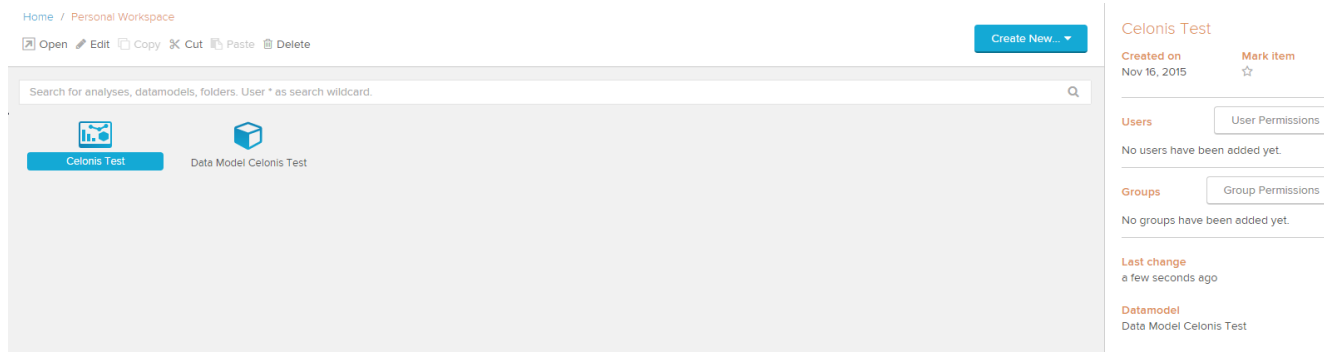 Home / Personal Workspace
Open Edit Copy Cut Paste Delete
Create New...
Search for analyses, datamodels, folders. User * as search wildcard.
Celonis Test
Data Model Celonis Test
Celonis Test
Created on Mark item
Nov 16, 2015
Users User Permissions
No users have been added yet.
Groups Group Permissions
No groups have been added yet.
Last change
a few seconds ago
Datamodel
Data Model Celonis Test